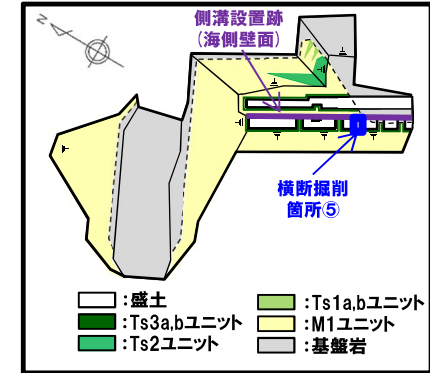 N
側溝設置跡
(海側壁面)
横断掘削
箇所⑤
:盛土
:Ts3a,bユニット
:Ts2ユニット
:Ts1a,bユニット
:M1ユニット
:基盤岩